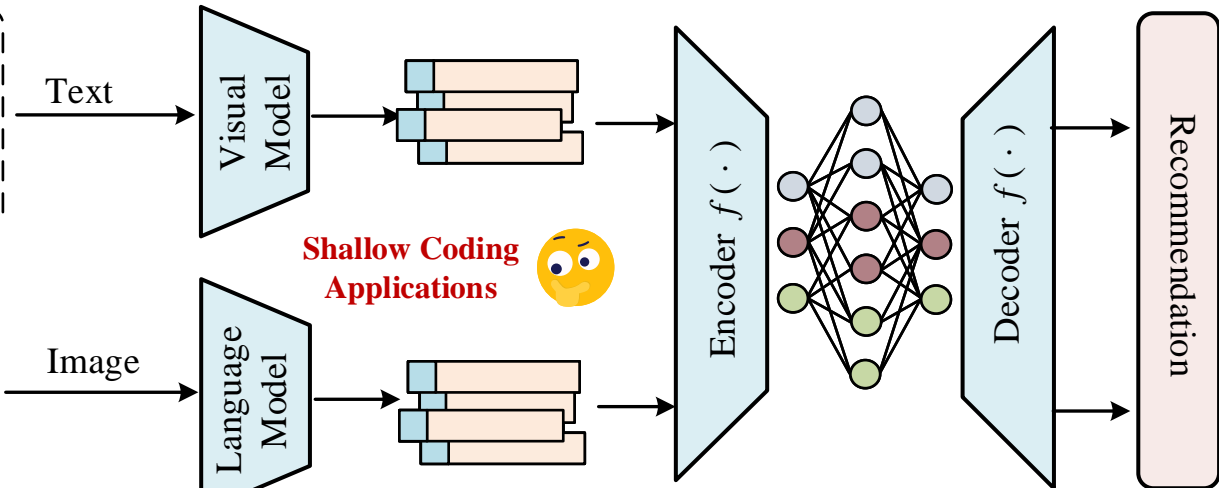 Text
Visual
Model
Shallow Coding
Applications
Image
Language
Model
Encoder f(·)
Decoder f(·)
Recommendation